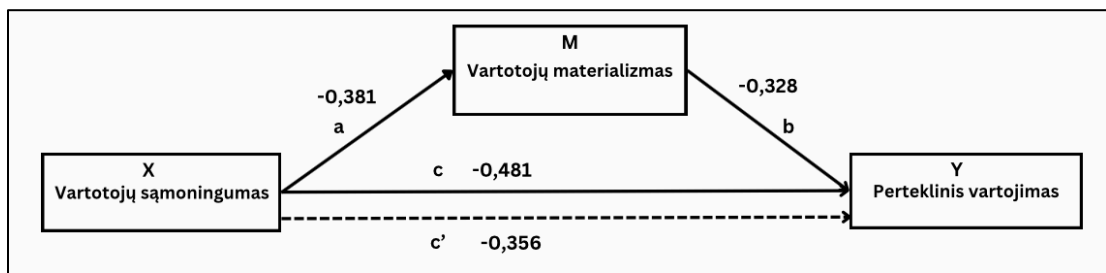 M
Vartotojų materializmas
-0,381
a
-0,328
b
X
Vartotojų sąmoningumas
c -0,481
Y
Perteklinis vartojimas
c’ -0,356